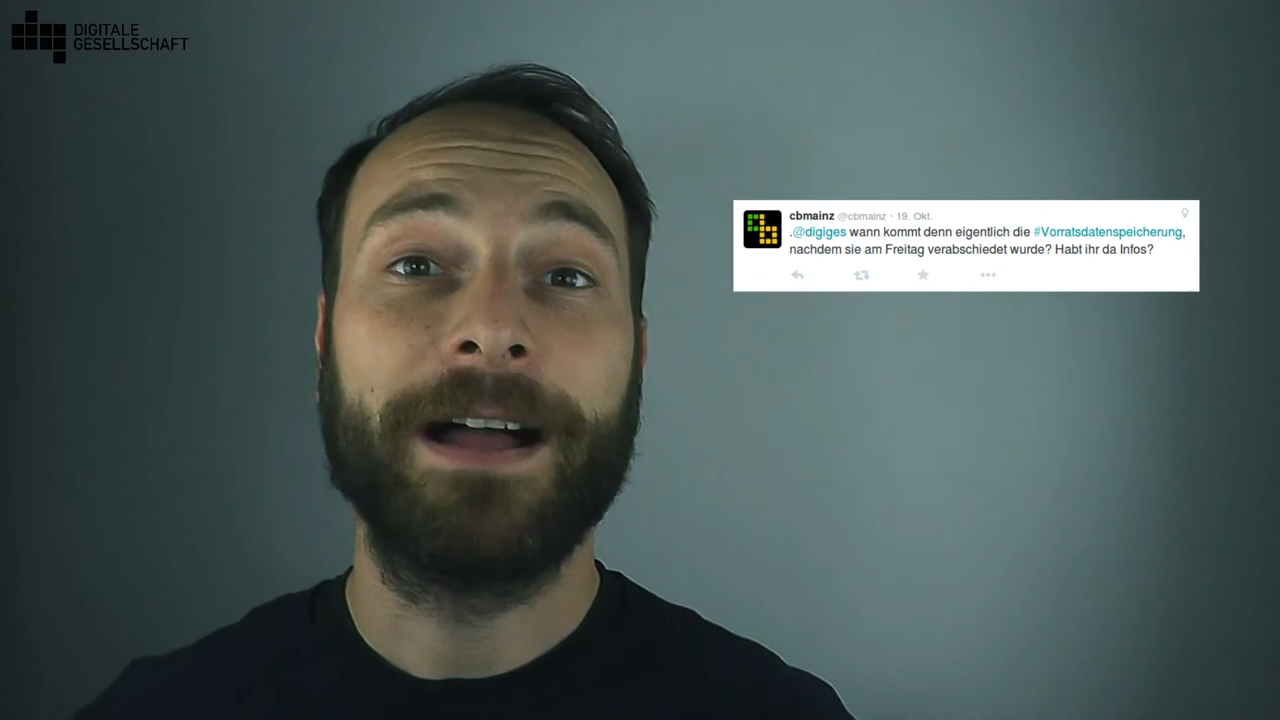 DIGITALE
GESELLSCHAFT
cbmainz @cbmainz · 19. Okt.
.@digiges wann kommt denn eigentlich die #Vorratsdatenspeicherung,
nachdem sie am Freitag verabschiedet wurde? Habt ihr da Infos?